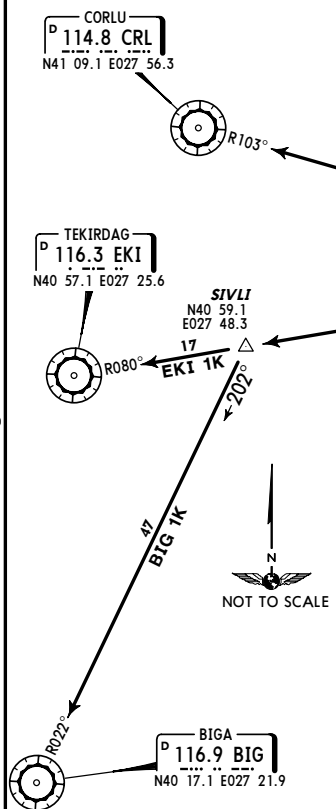 CORLU
D 114.8 CRL
N41 09.1 E027 56.3
R103°
TEKIRDAG
D 116.3 EKI
N40 57.1 E027 25.6
SIVLI
N40 59.1
E027 48.3
R080°
17
EKI 1K
202°
47
BIG 1K
N
NOT TO SCALE
R022°
BIGA
D 116.9 BIG
N40 17.1 E027 21.9